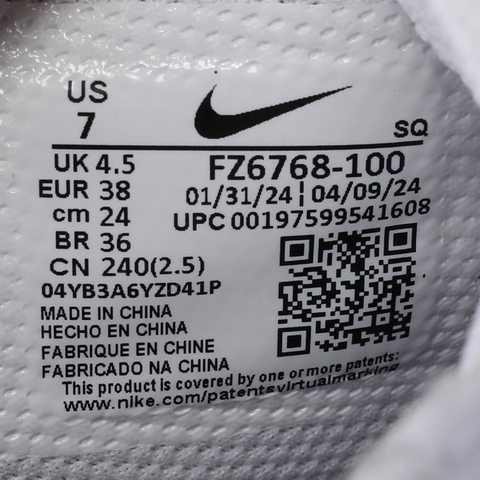 US
7
SQ
UK 4.5
EUR 38
cm 24
BR 36
CN 240(2.5)
FZ6768-100
01/31/24 | 04/09/24
UPC 00197599541608
04YB3A6YZD41P
MADE IN CHINA
HECHO EN CHINA
FABRIQUE EN CHINE
FABRICADO NA CHINA
This product is covered by one or more patents:
www.nike.com/patentsvirtualmarking